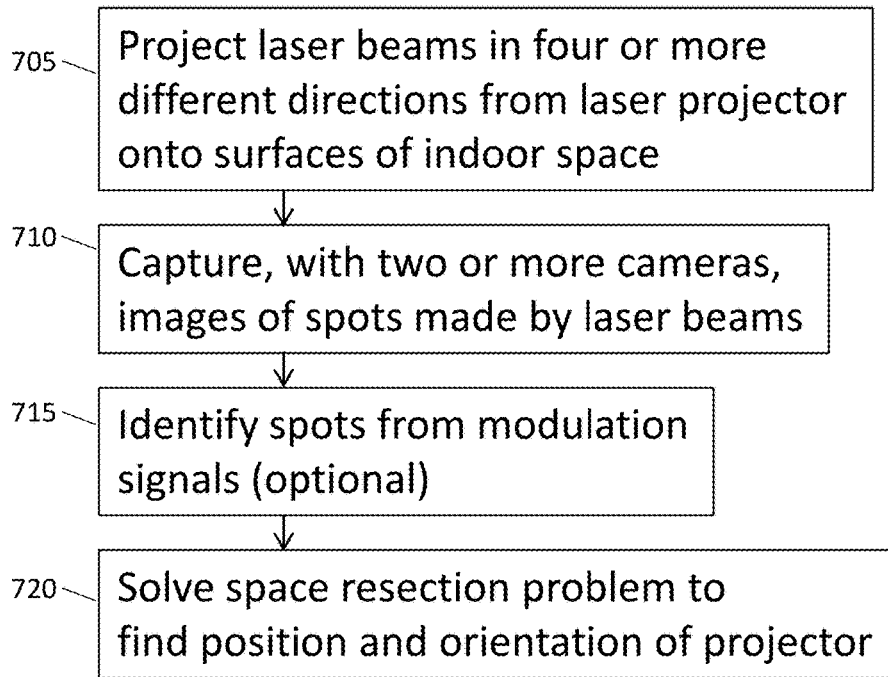 705
Project laser beams in four or more
different directions from laser projector
onto surfaces of indoor space
710
Capture, with two or more cameras,
images of spots made by laser beams
715
Identify spots from modulation
signals (optional)
720
Solve space resection problem to
find position and orientation of projector